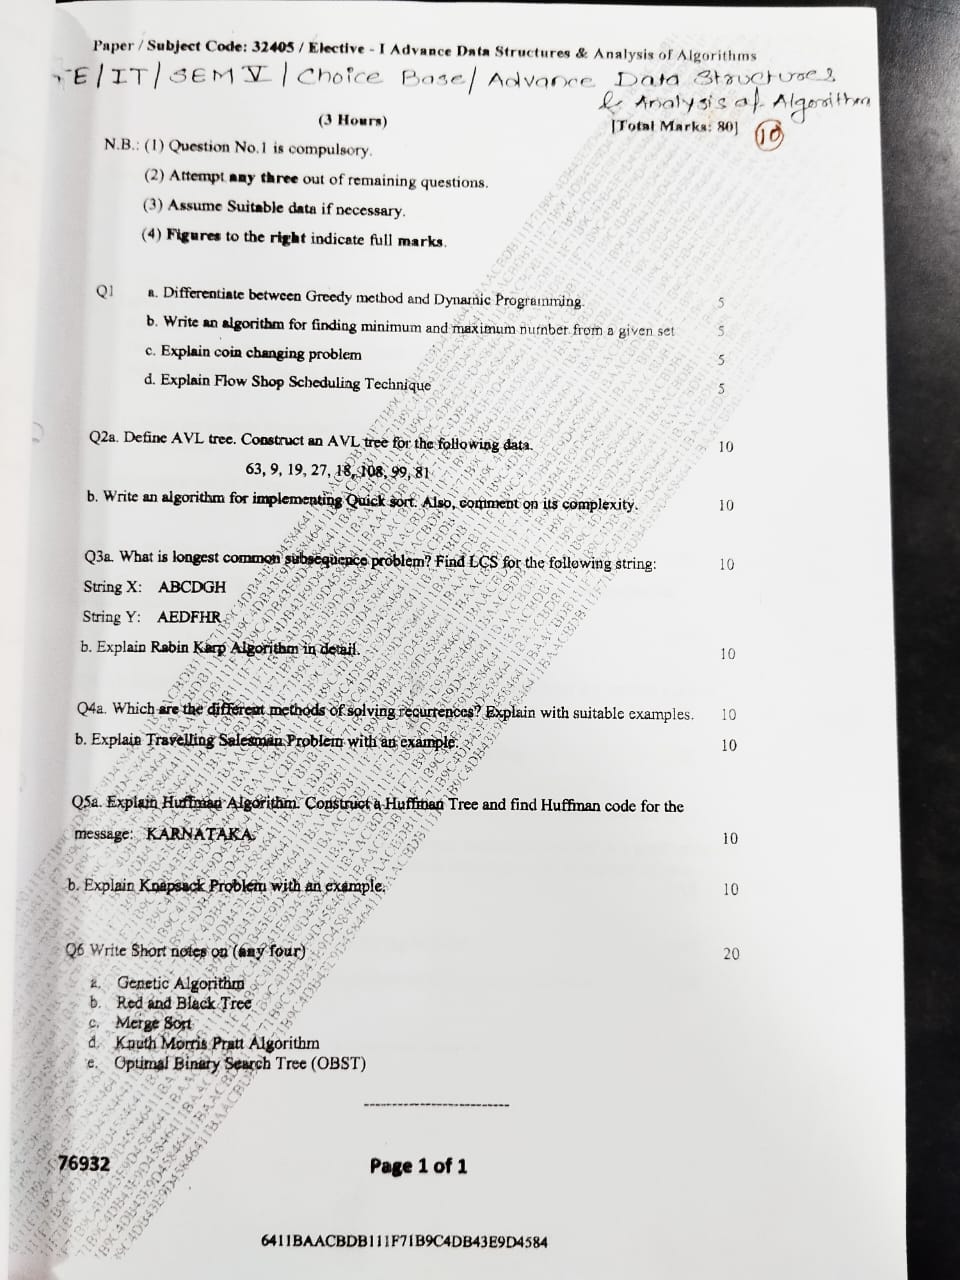 Paper / Subject Code: 32405 / Elective - I Advance Data Structures & Analysis of Algorithms
TE/IT/SEM V/Choice Base/Advance Data Structures
& Analysis of Algorithm
(3 Hours)
[Total Marks: 80]
10
N.B.: (1) Question No.1 is compulsory.
(2) Attempt any three out of remaining questions.
(3) Assume Suitable data if necessary.
(4) Figures to the right indicate full marks.
Q1 a. Differentiate between Greedy method and Dynamic Programming. 5
b. Write an algorithm for finding minimum and maximum number from a given set 5
c. Explain coin changing problem 5
d. Explain Flow Shop Scheduling Technique 5
Q2a. Define AVL tree. Construct an AVL tree for the following data. 10
63, 9, 19, 27, 18, 108, 99, 81
b. Write an algorithm for implementing Quick sort. Also, comment on its complexity. 10
Q3a. What is longest common subsequence problem? Find LCS for the following string: 10
String X: ABCDGH
String Y: AEDFHR
b. Explain Rabin Karp Algorithm in detail. 10
Q4a. Which are the different methods of solving recurrences? Explain with suitable examples. 10
b. Explain Travelling Salesman Problem with an example. 10
Q5a. Explain Huffman Algorithm. Construct a Huffman Tree and find Huffman code for the
message: KARNATAKA. 10
b. Explain Knapsack Problem with an example. 10
Q6 Write Short notes on (any four) 20
a. Genetic Algorithm
b. Red and Black Tree
c. Merge Sort
d. Knuth Morris Pratt Algorithm
e. Optimal Binary Search Tree (OBST)
76932
Page 1 of 1
6411BAACBDB111F71B9C4DB43E9D4584